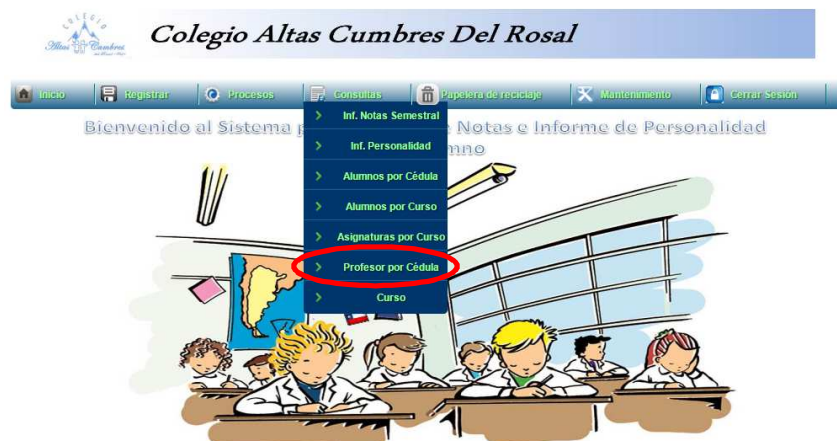 COLEGIO
Altas Cumbres
Colegio Altas Cumbres Del Rosal
Inicio Registrar Procesos Consultas Papelera de reciclaje Mantenimiento Cerrar Sesión
Bienvenido al Sistema p Notas e Informe de Personalidad
mno
Inf. Notas Semestral
Inf. Personalidad
Alumnos por Cédula
Alumnos por Curso
Asignaturas por Curso
Profesor por Cédula
Curso